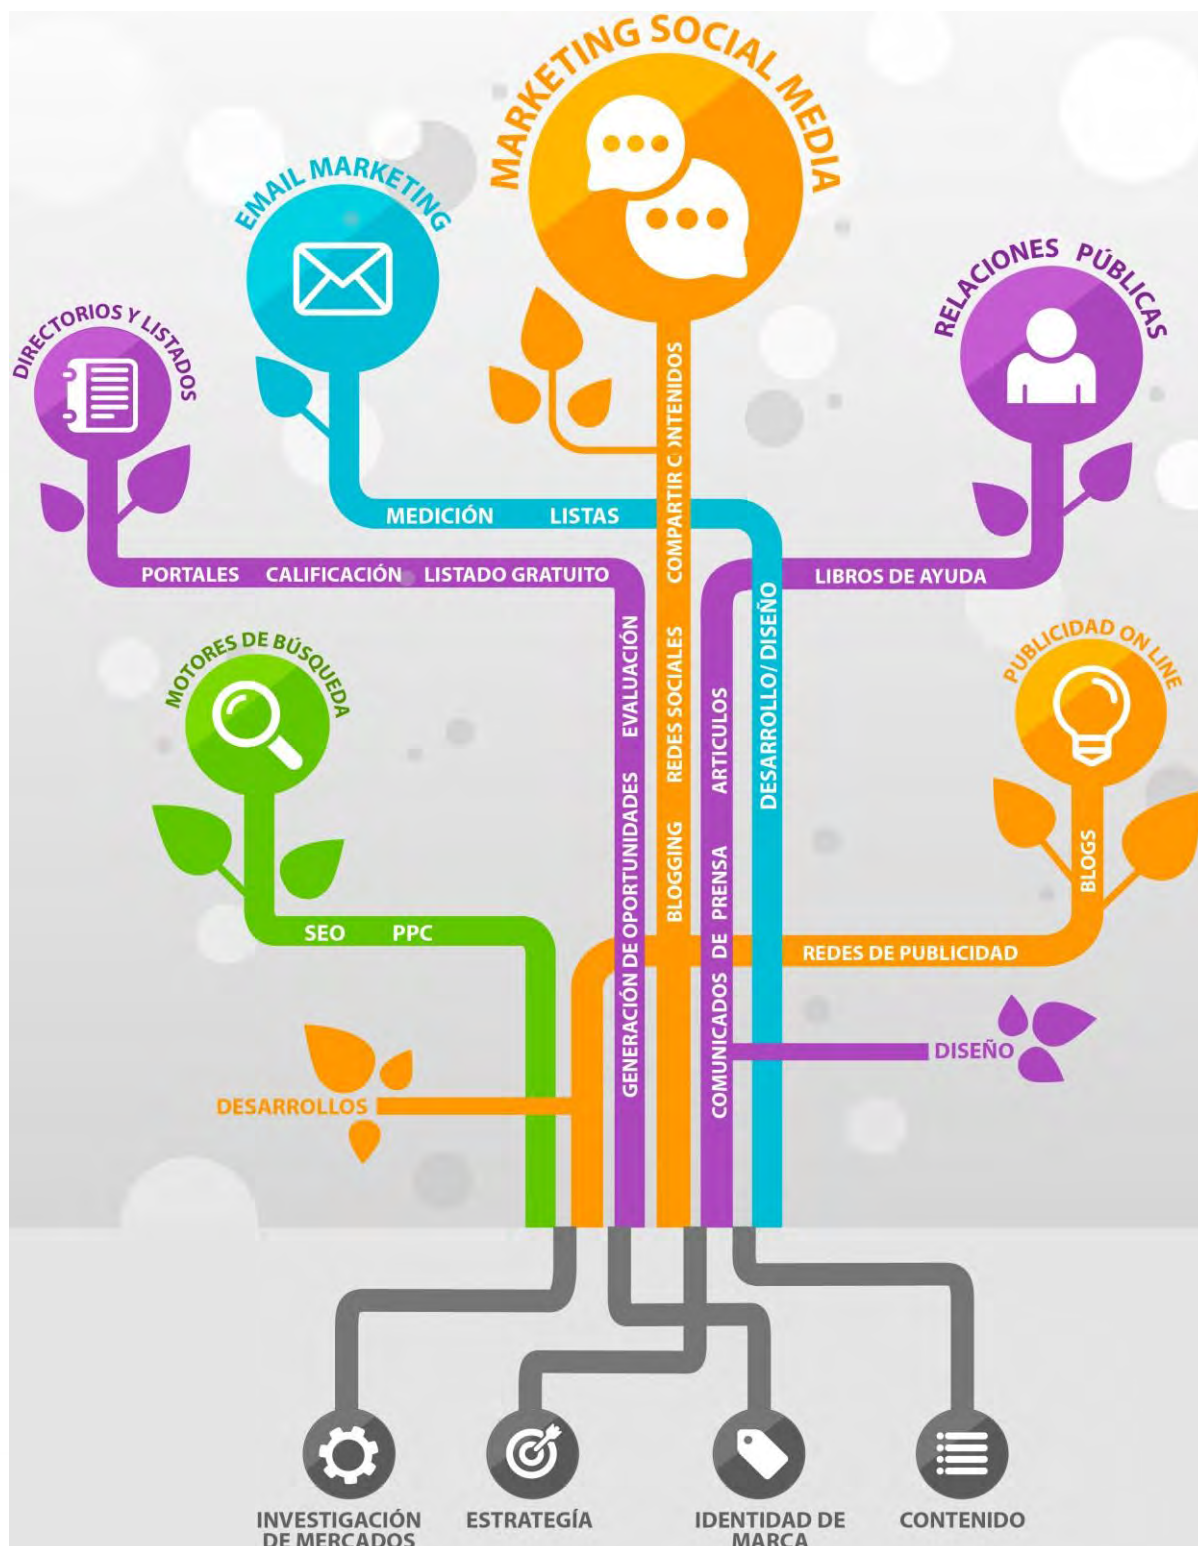 MARKETING SOCIAL MEDIA
EMAIL MARKETING
RELACIONES PÚBLICAS
DIRECTORIOS Y LISTADOS
COMPARTIR CONTENIDOS
MEDICIÓN LISTAS
PORTALES CALIFICACIÓN LISTADO GRATUITO
LIBROS DE AYUDA
MOTORES DE BÚSQUEDA
PUBLICIDAD ON LINE
EVALUACIÓN
REDES SOCIALES
ARTICULOS
DESARROLLO/ DISEÑO
GENERACIÓN DE OPORTUNIDADES
BLOGGING
COMUNICADOS DE PRENSA
BLOGS
SEO PPC
REDES DE PUBLICIDAD
DISEÑO
DESARROLLOS
INVESTIGACIÓN
DE MERCADOS
ESTRATEGÍA
IDENTIDAD DE
MARCA
CONTENIDO